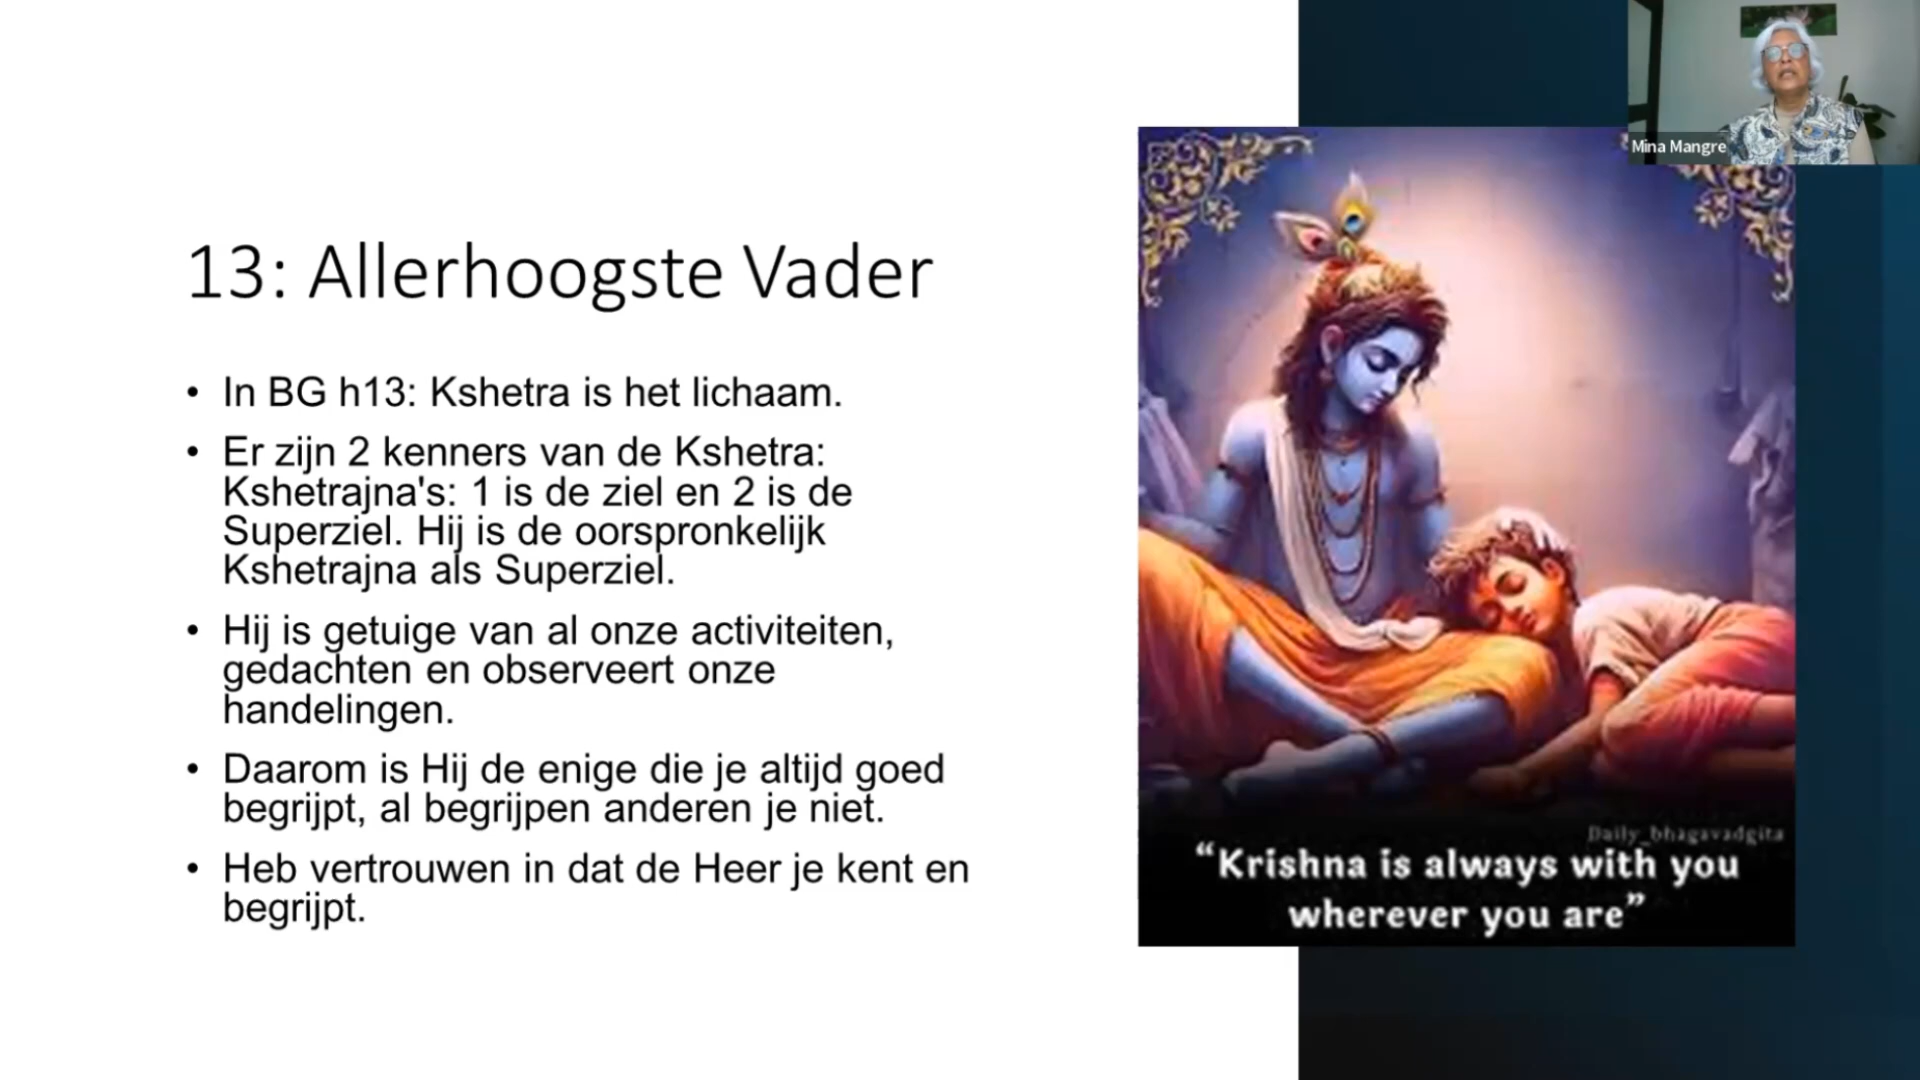 Mina Mangre
13: Allerhoogste Vader
• In BG h13: Kshetra is het lichaam.
• Er zijn 2 kenners van de Kshetra:
Kshetrajna's: 1 is de ziel en 2 is de
Superziel. Hij is de oorspronkelijk
Kshetrajna als Superziel.
• Hij is getuige van al onze activiteiten,
gedachten en observeert onze
handelingen.
• Daarom is Hij de enige die je altijd goed
begrijpt, al begrijpen anderen je niet.
• Heb vertrouwen in dat de Heer je kent en
begrijpt.
Daily_bhagavadgita
“Krishna is always with you
wherever you are”